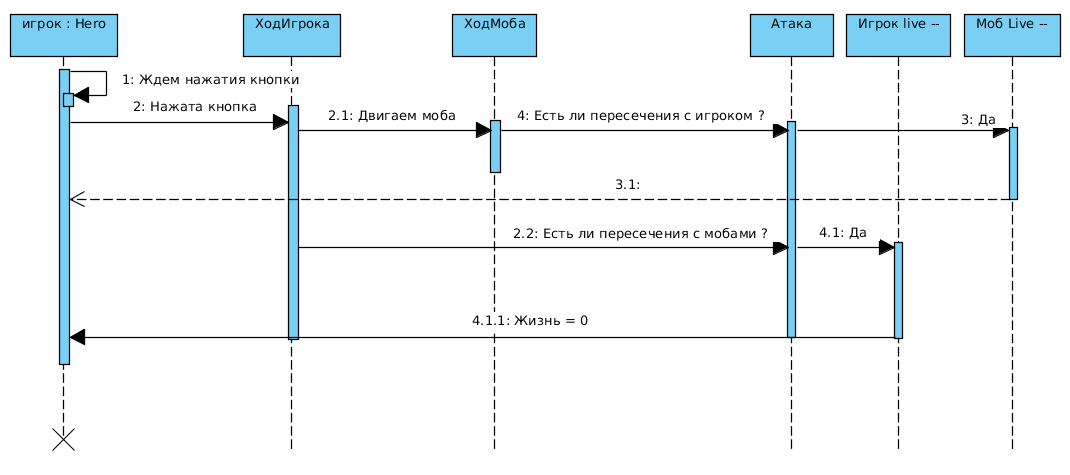 игрок : Hero
ХодИгрока
ХодМоба
Атака
Игрок live --
Моб Live --
1: Ждем нажатия кнопки
2: Нажата кнопка
2.1: Двигаем моба
4: Есть ли пересечения с игроком ?
3: Да
3.1:
2.2: Есть ли пересечения с мобами ?
4.1: Да
4.1.1: Жизнь = 0